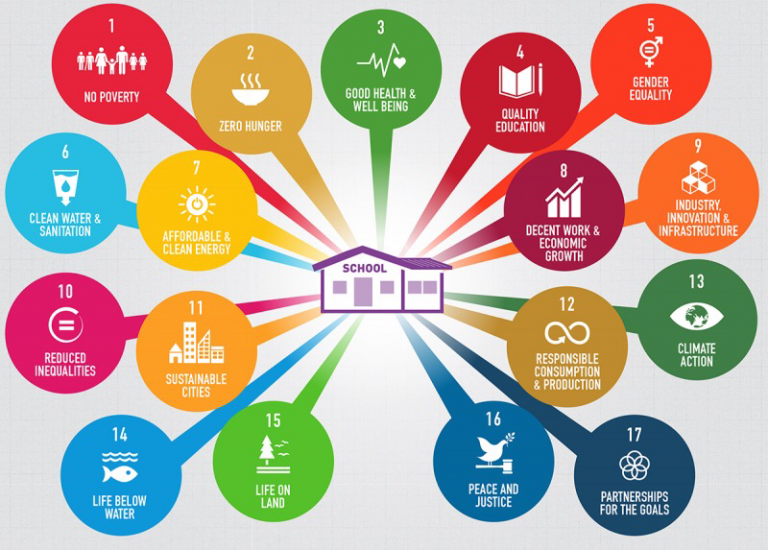 1
NO POVERTY
2
ZERO HUNGER
3
GOOD HEALTH &
WELL BEING
4
QUALITY
EDUCATION
5
GENDER
EQUALITY
6
CLEAN WATER &
SANITATION
7
AFFORDABLE &
CLEAN ENERGY
8
DECENT WORK &
ECONOMIC
GROWTH
9
INDUSTRY,
INNOVATION &
INFRASTRUCTURE
SCHOOL
10
REDUCED
INEQUALITIES
11
SUSTAINABLE
CITIES
12
RESPONSIBLE
CONSUMPTION
& PRODUCTION
13
CLIMATE
ACTION
14
LIFE BELOW
WATER
15
LIFE ON
LAND
16
PEACE AND
JUSTICE
17
PARTNERSHIPS
FOR THE GOALS